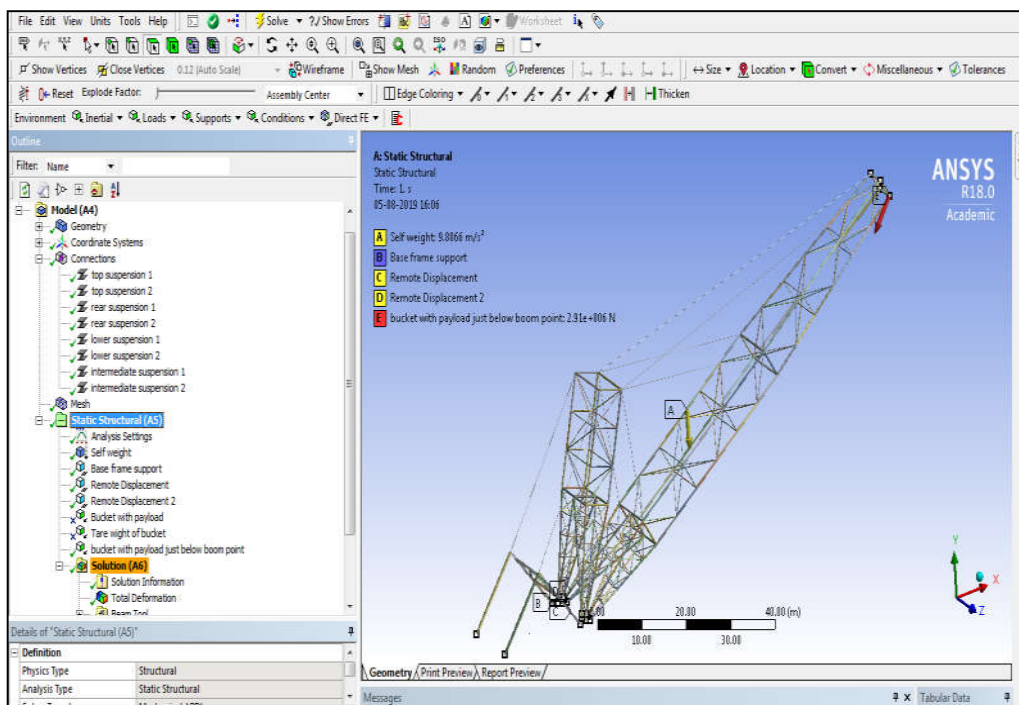 File Edit View Units Tools Help Solve ?/ Show Errors A Worksheet
ISO
Show Vertices Close Vertices 0.12 (Auto Scale) Wireframe Show Mesh Random Preferences Size Location Convert Miscellaneous Tolerances
Reset Explode Factor: Assembly Center Edge Coloring Thicken
Environment Inertial Loads Supports Conditions Direct FE
Outline
Filter: Name
Model (A4)
Geometry
Coordinate Systems
Connections
top suspension 1
top suspension 2
rear suspension 1
rear suspension 2
lower suspension 1
lower suspension 2
intermediate suspension 1
intermediate suspension 2
Mesh
Static Structural (A5)
Analysis Settings
Self weight
Base frame support
Remote Displacement
Remote Displacement 2
Bucket with payload
Tare wight of bucket
bucket with payload just below boom point
Solution (A6)
Solution Information
Total Deformation
Beam Tool
Details of "Static Structural (A5)"
Definition
Physics Type Structural
Analysis Type Static Structural
A: Static Structural
Static Structural
Time: 1. s
05-08-2019 16:06
A Self weight: 9.8066 m/s²
B Base frame support
C Remote Displacement
D Remote Displacement 2
E bucket with payload just below boom point: 2.91e+006 N
ANSYS
R18.0
Academic
A
B
C
Y
X
Z
20.00 40.00 (m)
10.00 30.00
Geometry Print Preview Report Preview
Messages Tabular Data